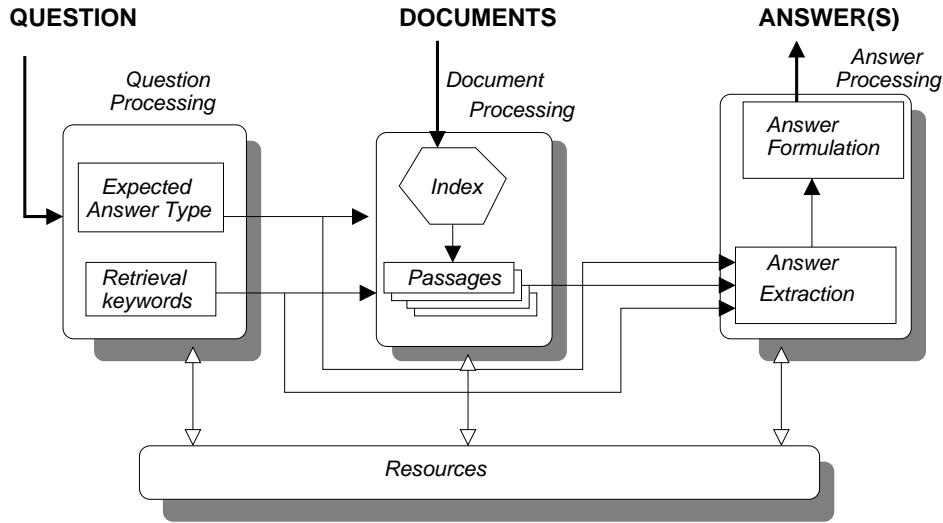 QUESTION
DOCUMENTS
ANSWER(S)
Question
Processing
Document
Processing
Answer
Processing
Expected
Answer Type
Retrieval
keywords
Index
Passages
Answer
Formulation
Answer
Extraction
Resources